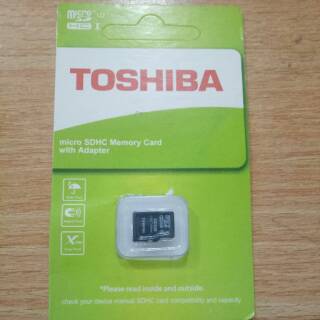 micro
TOSHIBA
micro SDHC Memory Card
with Adapter
*Please read inside and outside.
check your device manual SDHC card compatibility and capacity